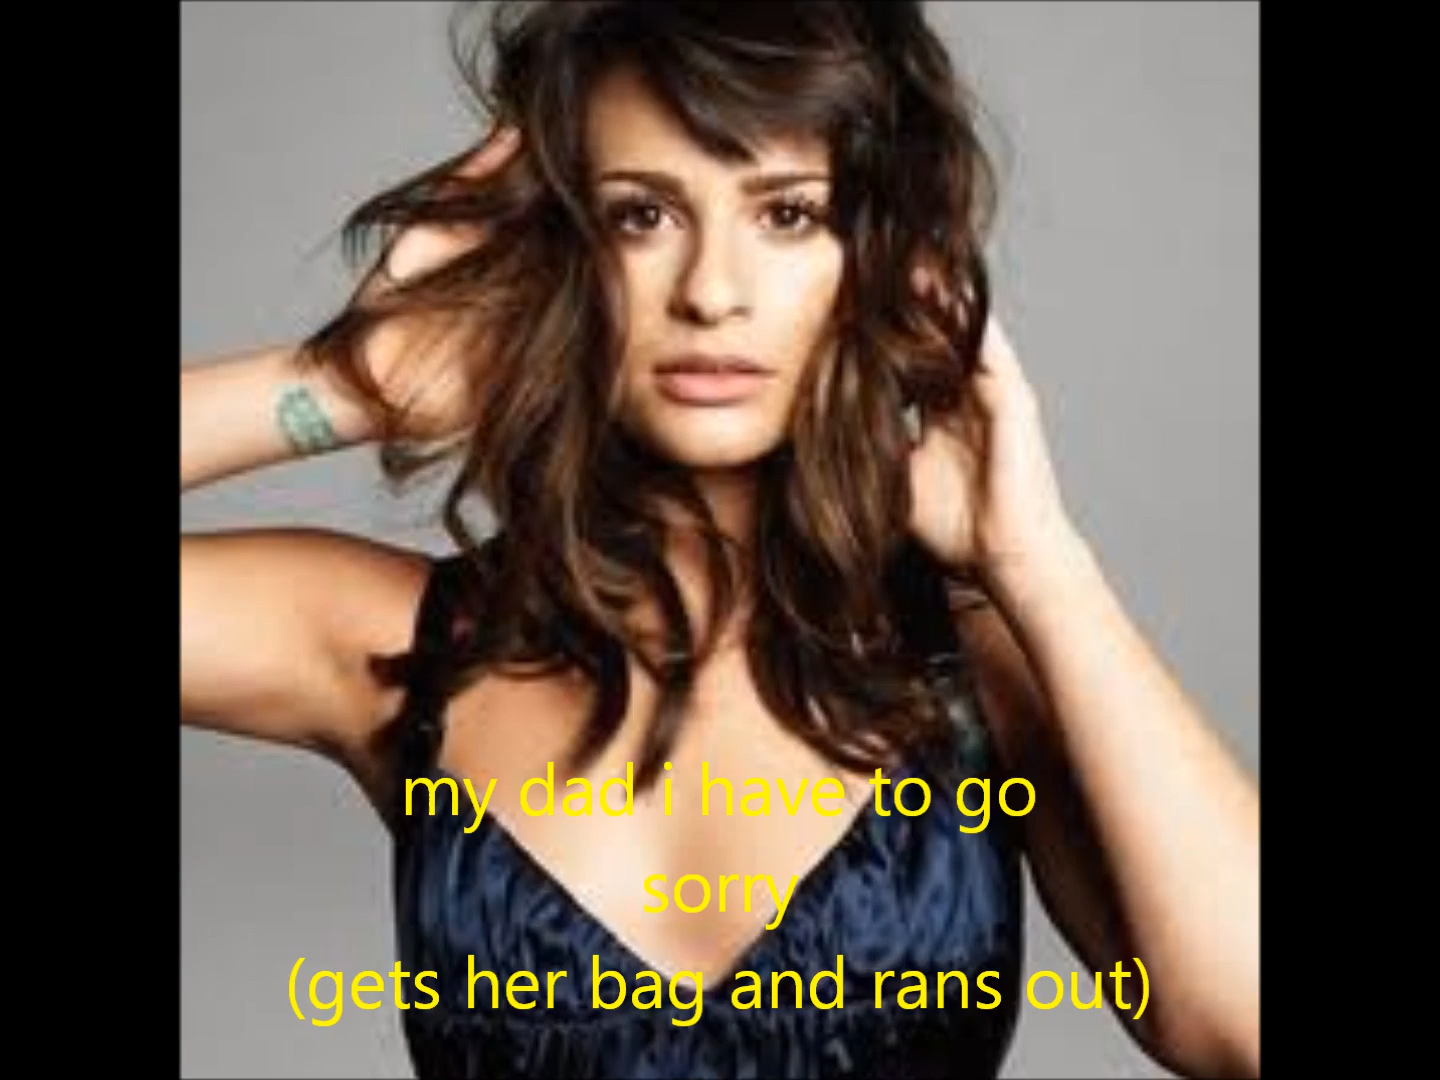 my dad i have to go
sorry
(gets her bag and rans out)